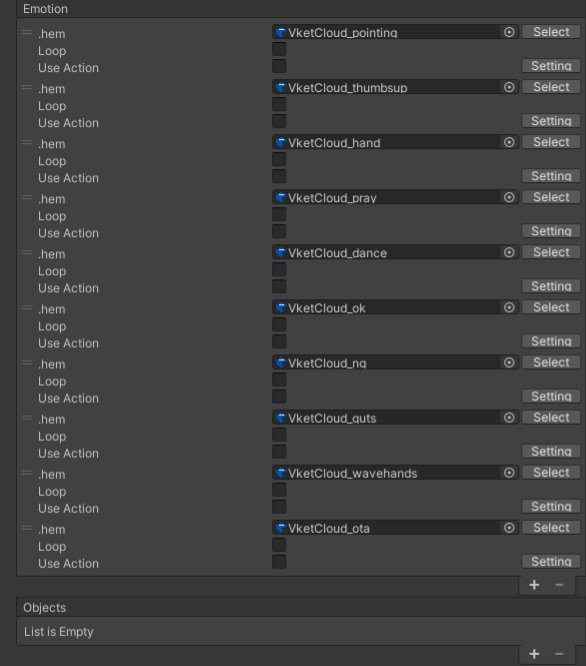 Emotion
.hem VketCloud_pointing Select
Loop
Use Action Setting
.hem VketCloud_thumbsup Select
Loop
Use Action Setting
.hem VketCloud_hand Select
Loop
Use Action Setting
.hem VketCloud_pray Select
Loop
Use Action Setting
.hem VketCloud_dance Select
Loop
Use Action Setting
.hem VketCloud_ok Select
Loop
Use Action Setting
.hem VketCloud_ng Select
Loop
Use Action Setting
.hem VketCloud_guts Select
Loop
Use Action Setting
.hem VketCloud_wavehands Select
Loop
Use Action Setting
.hem VketCloud_ota Select
Loop
Use Action Setting
+ −
Objects
List is Empty
+ −